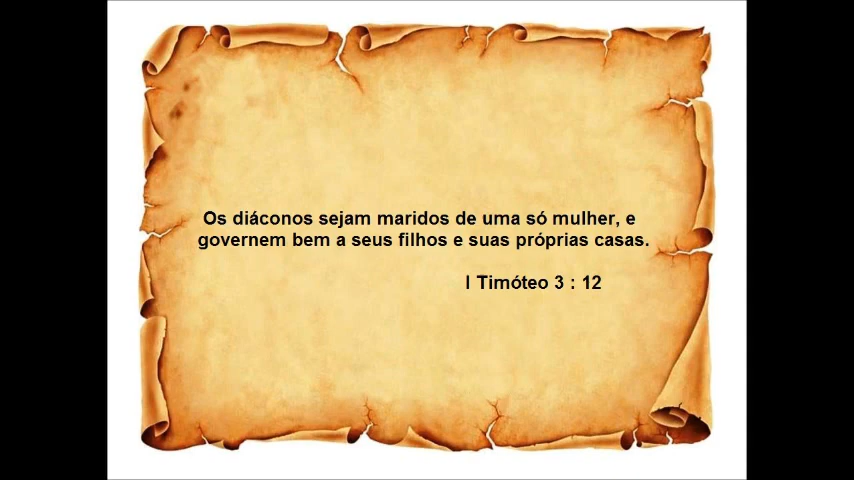 Os diáconos sejam maridos de uma só mulher, e
governem bem a seus filhos e suas próprias casas.
I Timóteo 3 : 12